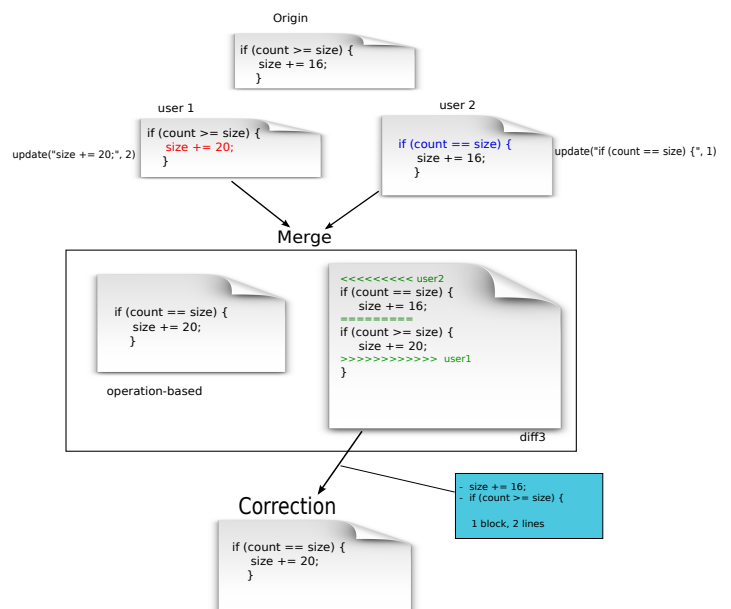 Origin
if (count >= size) {
size += 16;
}
user 1
user 2
if (count >= size) {
size += 20;
}
update("size += 20;", 2)
if (count == size) {
size += 16;
}
update("if (count == size) {", 1)
Merge
if (count == size) {
size += 20;
}
operation-based
<<<<<<<<< user2
if (count == size) {
size += 16;
=========
if (count >= size) {
size += 20;
>>>>>>>>>>>> user1
}
diff3
- size += 16;
- if (count >= size) {
1 block, 2 lines
Correction
if (count == size) {
size += 20;
}